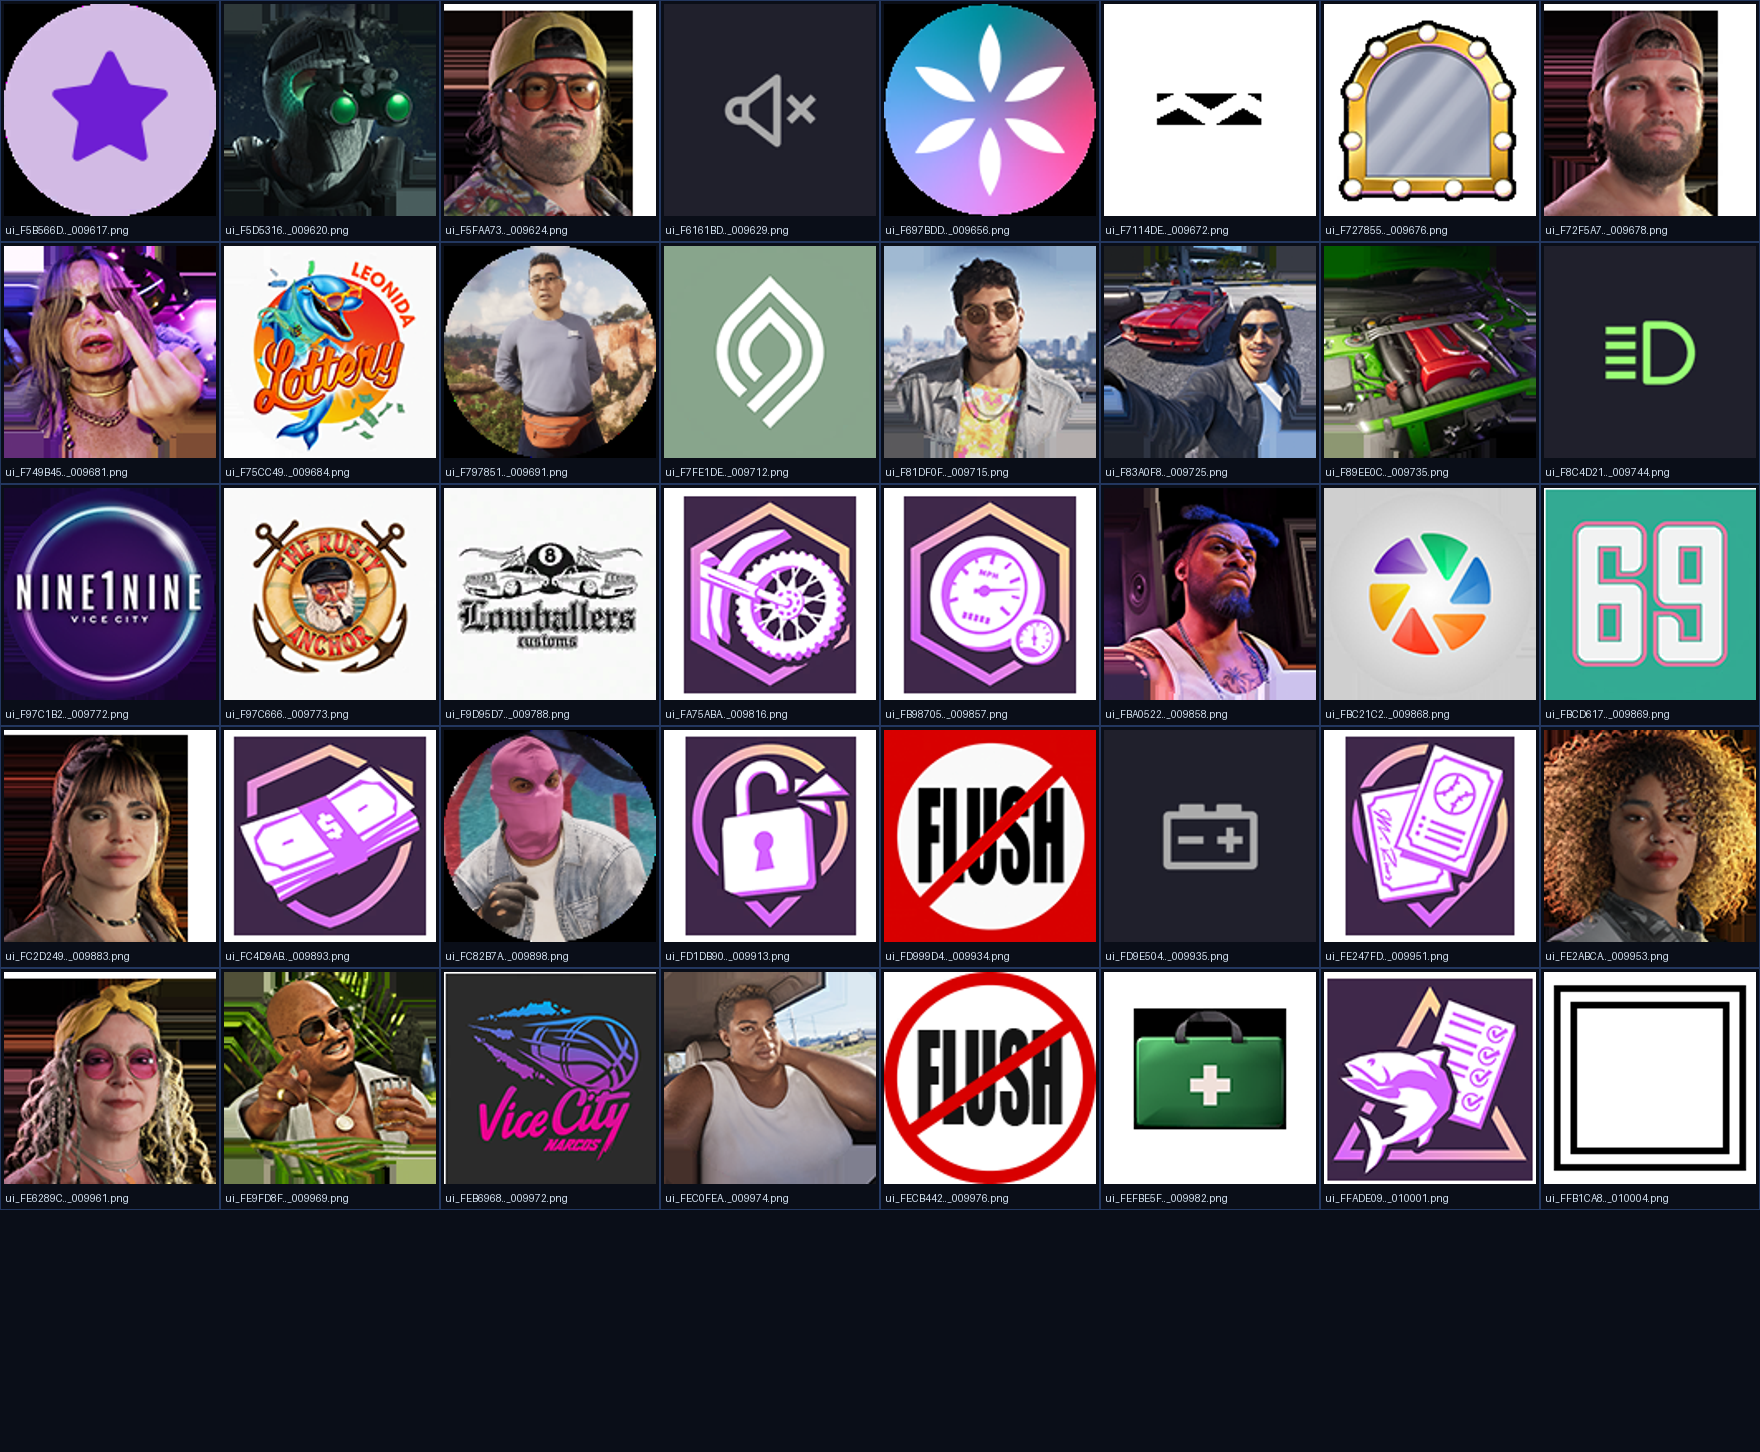 ui_F5B566D.._009617.png
ui_F5D5316.._009620.png
ui_F5FAA73.._009624.png
ui_F6161BD.._009629.png
ui_F697BDD.._009656.png
ui_F7114DE.._009672.png
ui_F727855.._009676.png
ui_F72F5A7.._009678.png
LEONIDA
Lottery
ui_F749B45.._009681.png
ui_F75CC49.._009684.png
ui_F797851.._009691.png
ui_F7FE1DE.._009712.png
ui_F81DF0F.._009715.png
ui_F83A0F8.._009725.png
ui_F89EE0C.._009735.png
ui_F8C4D21.._009744.png
NINE1NINE
VICE CITY
THE RUSTY
ANCHOR
8
Lowballers
customs
MPH
69
ui_F97C1B2.._009772.png
ui_F97C666.._009773.png
ui_F9D95D7.._009788.png
ui_FA75ABA.._009816.png
ui_FB98705.._009857.png
ui_FBA0522.._009858.png
ui_FBC21C2.._009868.png
ui_FBCD617.._009869.png
$
FLUSH
ui_FC2D249.._009883.png
ui_FC4D9AB.._009893.png
ui_FC82B7A.._009898.png
ui_FD1DB90.._009913.png
ui_FD999D4.._009934.png
ui_FD9E504.._009935.png
ui_FE247FD.._009951.png
ui_FE2ABCA.._009953.png
Vice City
NARCOS
FLUSH
ui_FE6289C.._009961.png
ui_FE9FD8F.._009969.png
ui_FEB6968.._009972.png
ui_FEC0FEA.._009974.png
ui_FECB442.._009976.png
ui_FEFBE5F.._009982.png
ui_FFADE09.._010001.png
ui_FFB1CA8.._010004.png